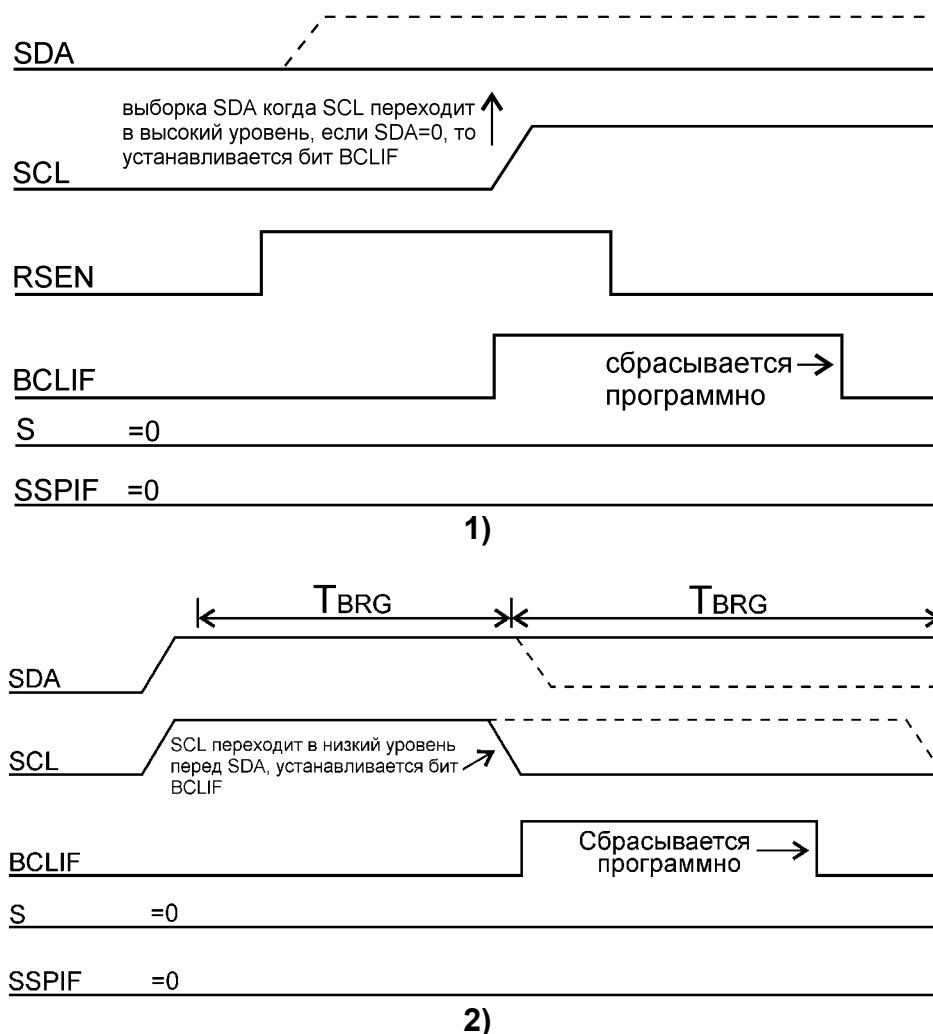 SDA
выборка SDA когда SCL переходит
в высокий уровень, если SDA=0, то
устанавливается бит BCLIF
SCL
RSEN
BCLIF
сбрасывается
программно
S =0
SSPIF =0
1)
TBRG TBRG
SDA
SCL
SCL переходит в низкий уровень
перед SDA, устанавливается бит
BCLIF
BCLIF
Сбрасывается
программно
S =0
SSPIF =0
2)